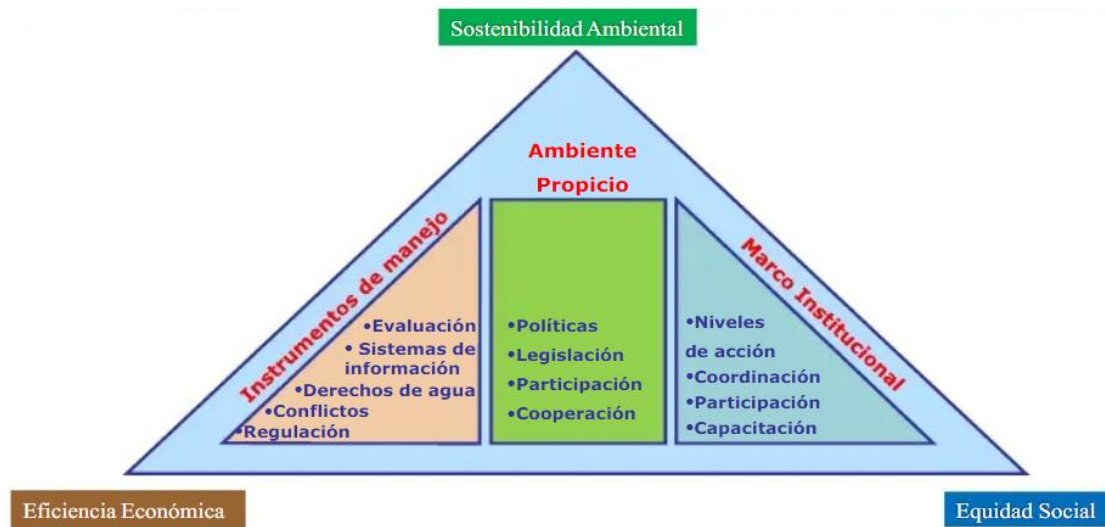 Sostenibilidad Ambiental
Ambiente
Propicio
Instrumentos de manejo
•Evaluación
• Sistemas de
información
•Derechos de agua
•Conflictos
•Regulación
•Políticas
•Legislación
•Participación
•Cooperación
Marco Institucional
•Niveles
de acción
•Coordinación
•Participación
•Capacitación
Eficiencia Económica
Equidad Social